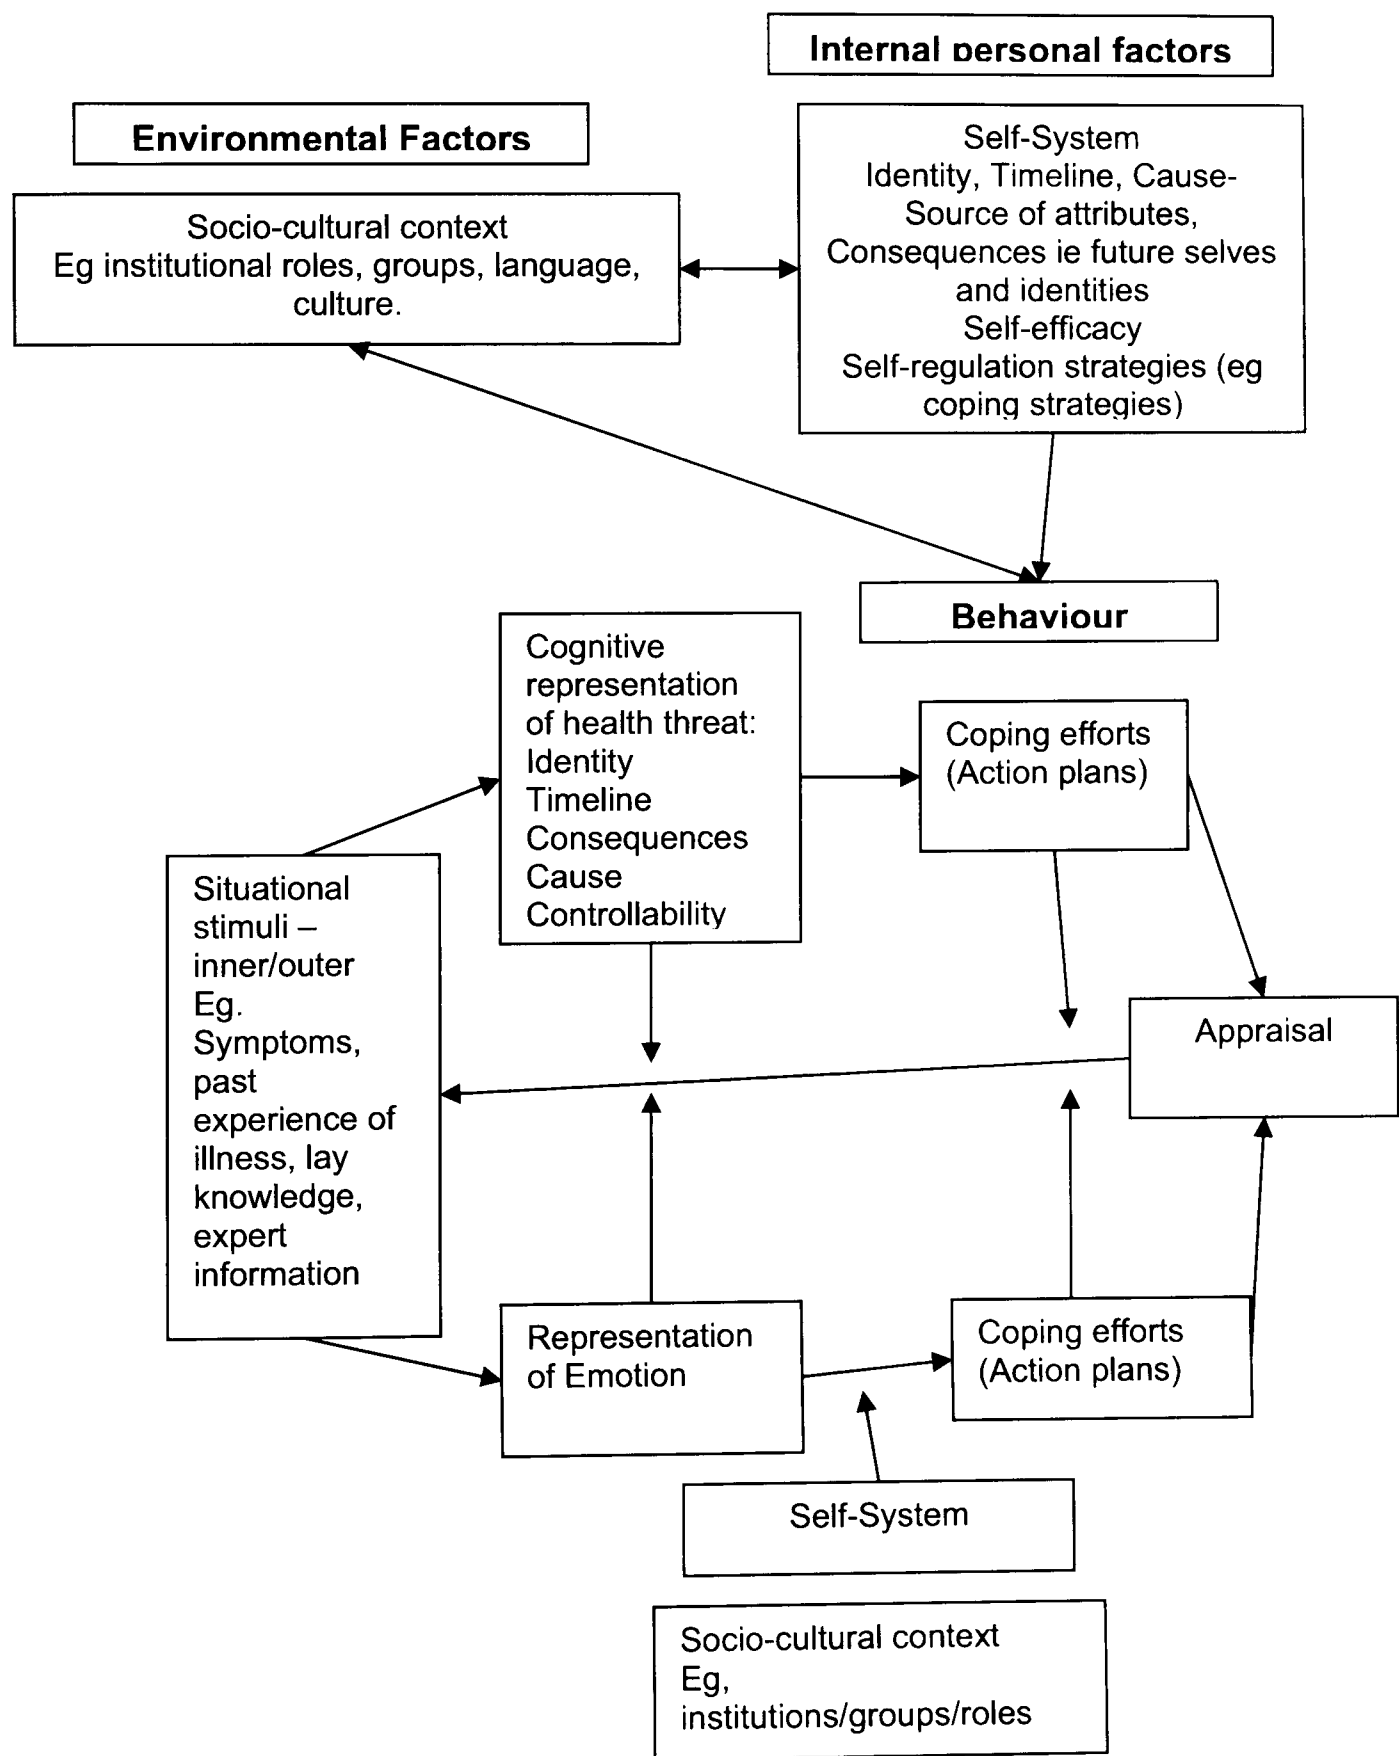 Internal personal factors
Environmental Factors
Self-System
Identity, Timeline, Cause-
Source of attributes,
Consequences ie future selves
and identities
Self-efficacy
Self-regulation strategies (eg
coping strategies)
Socio-cultural context
Eg institutional roles, groups, language,
culture.
Behaviour
Cognitive
representation
of health threat:
Identity
Timeline
Consequences
Cause
Controllability
Coping efforts
(Action plans)
Situational
stimuli –
inner/outer
Eg.
Symptoms,
past
experience of
illness, lay
knowledge,
expert
information
Appraisal
Representation
of Emotion
Coping efforts
(Action plans)
Self-System
Socio-cultural context
Eg,
institutions/groups/roles